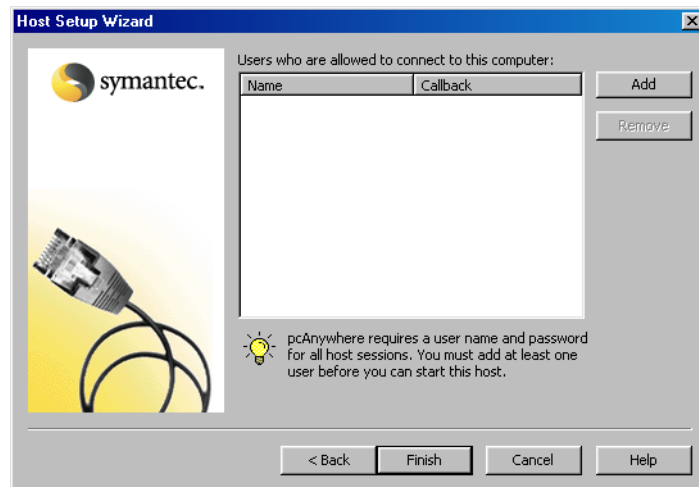 Host Setup Wizard
symantec.
Users who are allowed to connect to this computer:
Name Callback
Add
Remove
pcAnywhere requires a user name and password
for all host sessions. You must add at least one
user before you can start this host.
< Back Finish Cancel Help